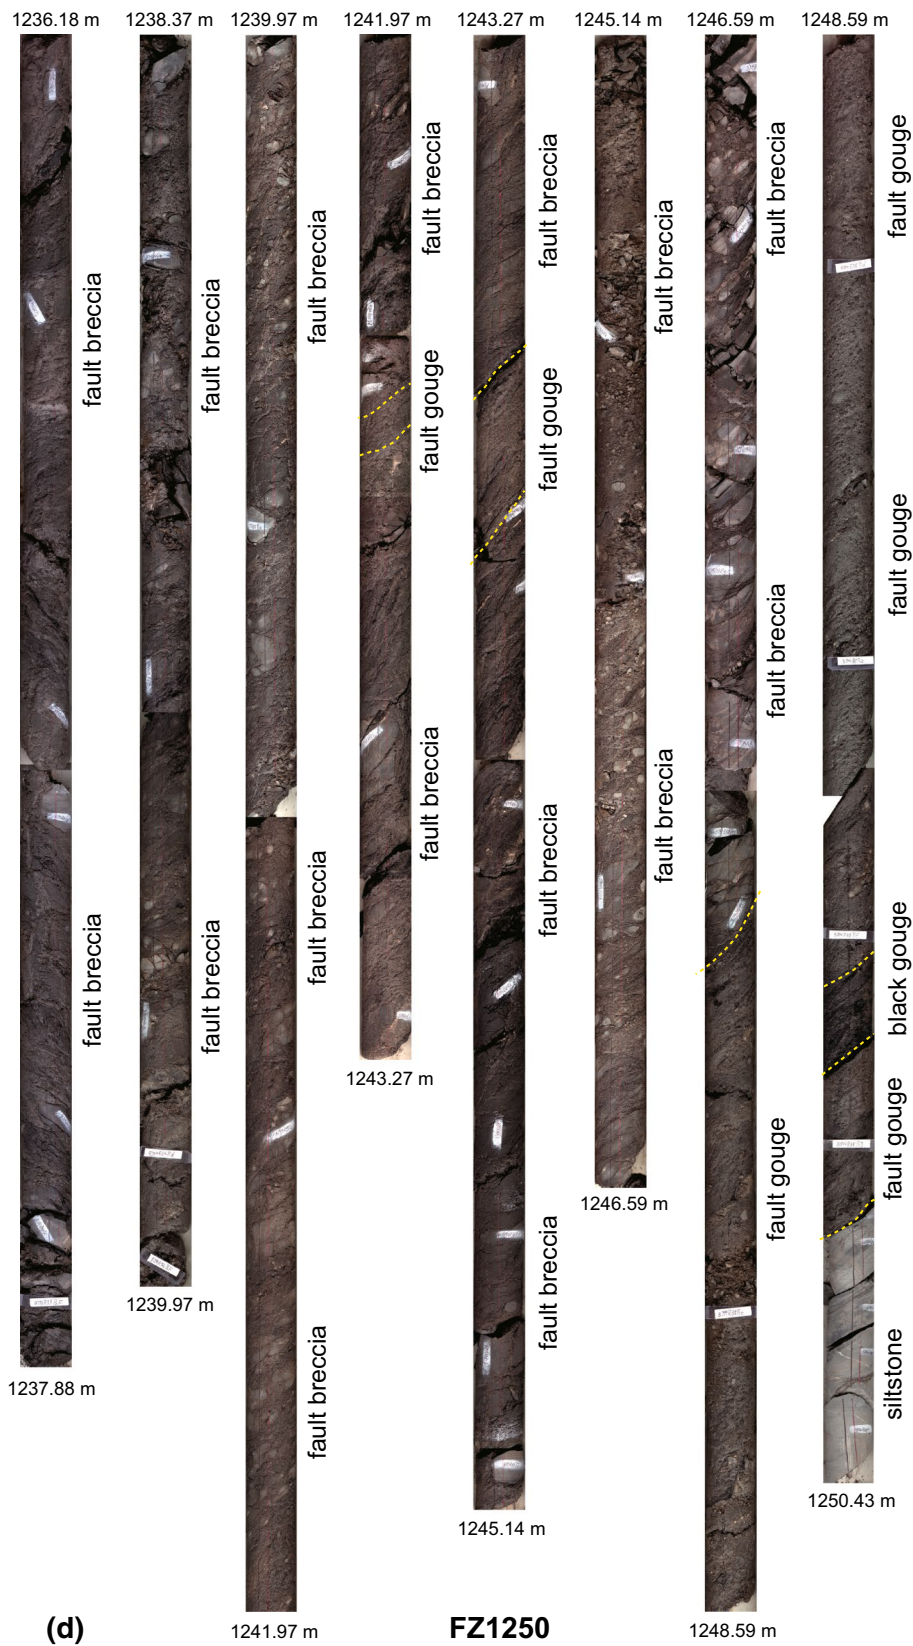 1236.18 m
1238.37 m
1239.97 m
1241.97 m
1243.27 m
1245.14 m
1246.59 m
1248.59 m
fault breccia
fault breccia
1237.88 m
fault breccia
fault breccia
1239.97 m
fault breccia
fault breccia
fault breccia
1241.97 m
fault breccia
fault gouge
fault breccia
1243.27 m
fault breccia
fault gouge
fault breccia
fault breccia
1245.14 m
fault breccia
fault breccia
1246.59 m
fault breccia
fault breccia
fault gouge
1248.59 m
fault gouge
fault gouge
black gouge
fault gouge
siltstone
1250.43 m
(d)
FZ1250